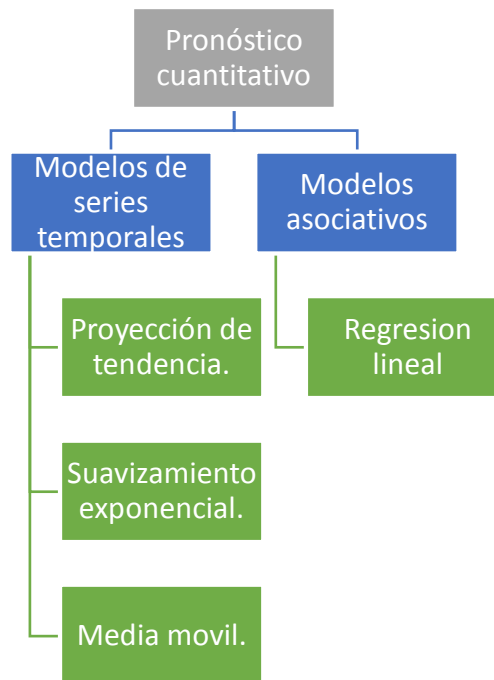 Pronóstico
cuantitativo
Modelos de
series
temporales
Modelos
asociativos
Proyección de
tendencia.
Regresion
lineal
Suavizamiento
exponencial.
Media movil.